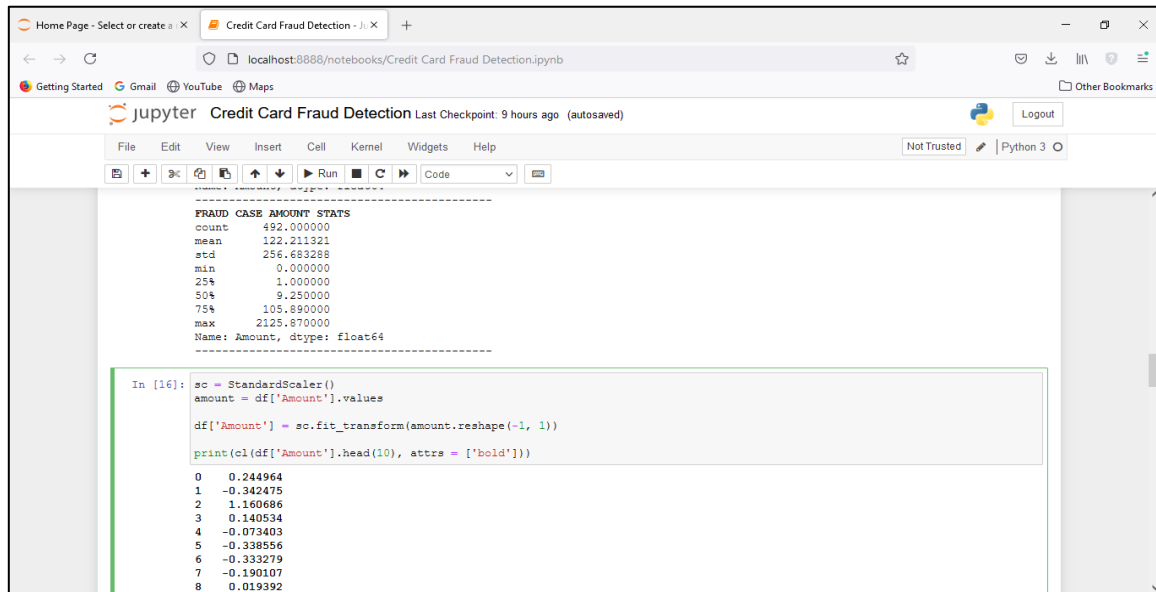 Home Page - Select or create a
Credit Card Fraud Detection - Ju
localhost:8888/notebooks/Credit Card Fraud Detection.ipynb
Getting Started Gmail YouTube Maps Other Bookmarks
jupyter Credit Card Fraud Detection Last Checkpoint: 9 hours ago (autosaved) Logout
File Edit View Insert Cell Kernel Widgets Help Not Trusted Python 3
Run Code
Name: Amount, dtype: float64
--------------------------------------------
FRAUD CASE AMOUNT STATS
count 492.000000
mean 122.211321
std 256.683288
min 0.000000
25% 1.000000
50% 9.250000
75% 105.890000
max 2125.870000
Name: Amount, dtype: float64
--------------------------------------------
In [16]: sc = StandardScaler()
amount = df['Amount'].values
df['Amount'] = sc.fit_transform(amount.reshape(-1, 1))
print(cl(df['Amount'].head(10), attrs = ['bold']))
0 0.244964
1 -0.342475
2 1.160686
3 0.140534
4 -0.073403
5 -0.338556
6 -0.333279
7 -0.190107
8 0.019392